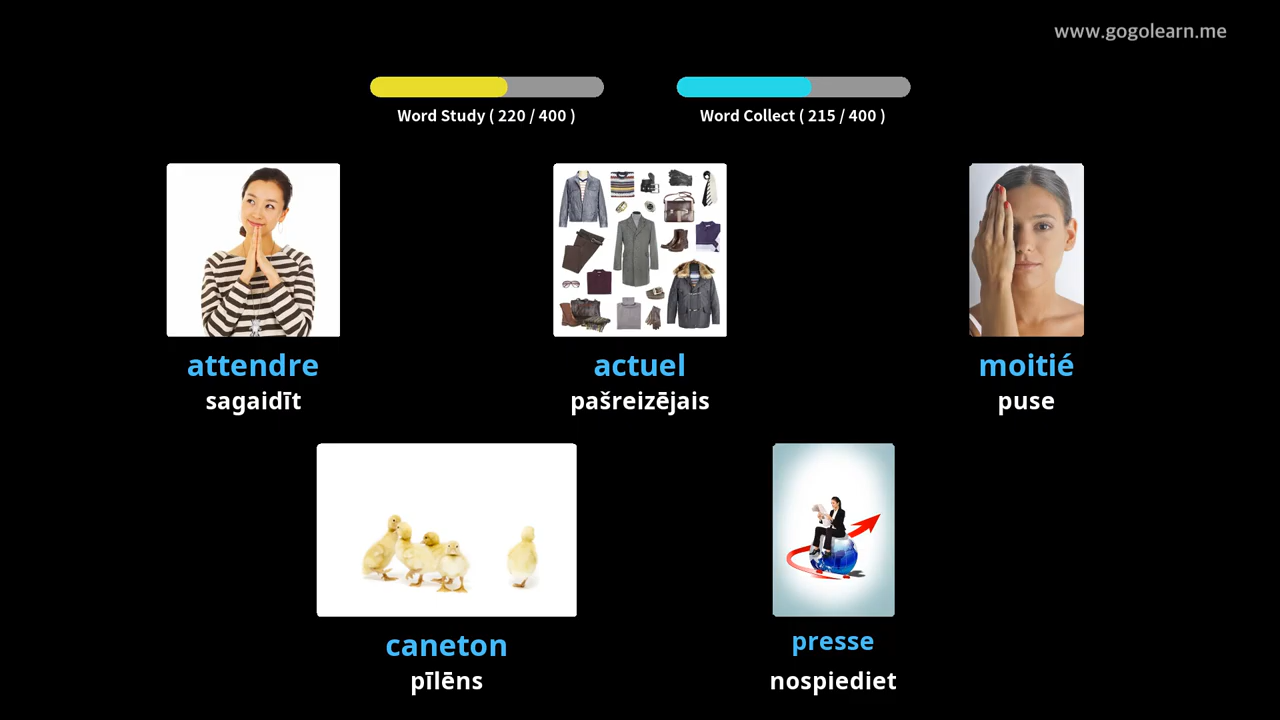 www.gogolearn.me
Word Study ( 220 / 400 )
Word Collect ( 215 / 400 )
attendre
sagaidīt
actuel
pašreizējais
moitié
puse
caneton
pīlēns
presse
nospiediet